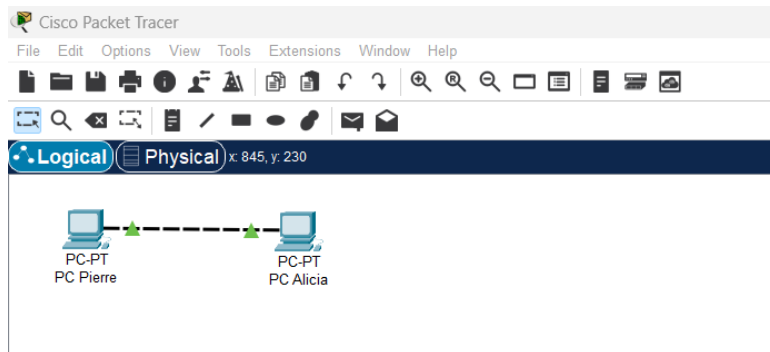 Cisco Packet Tracer
File Edit Options View Tools Extensions Window Help
Logical Physical x: 845, y: 230
PC-PT
PC Pierre
PC-PT
PC Alicia